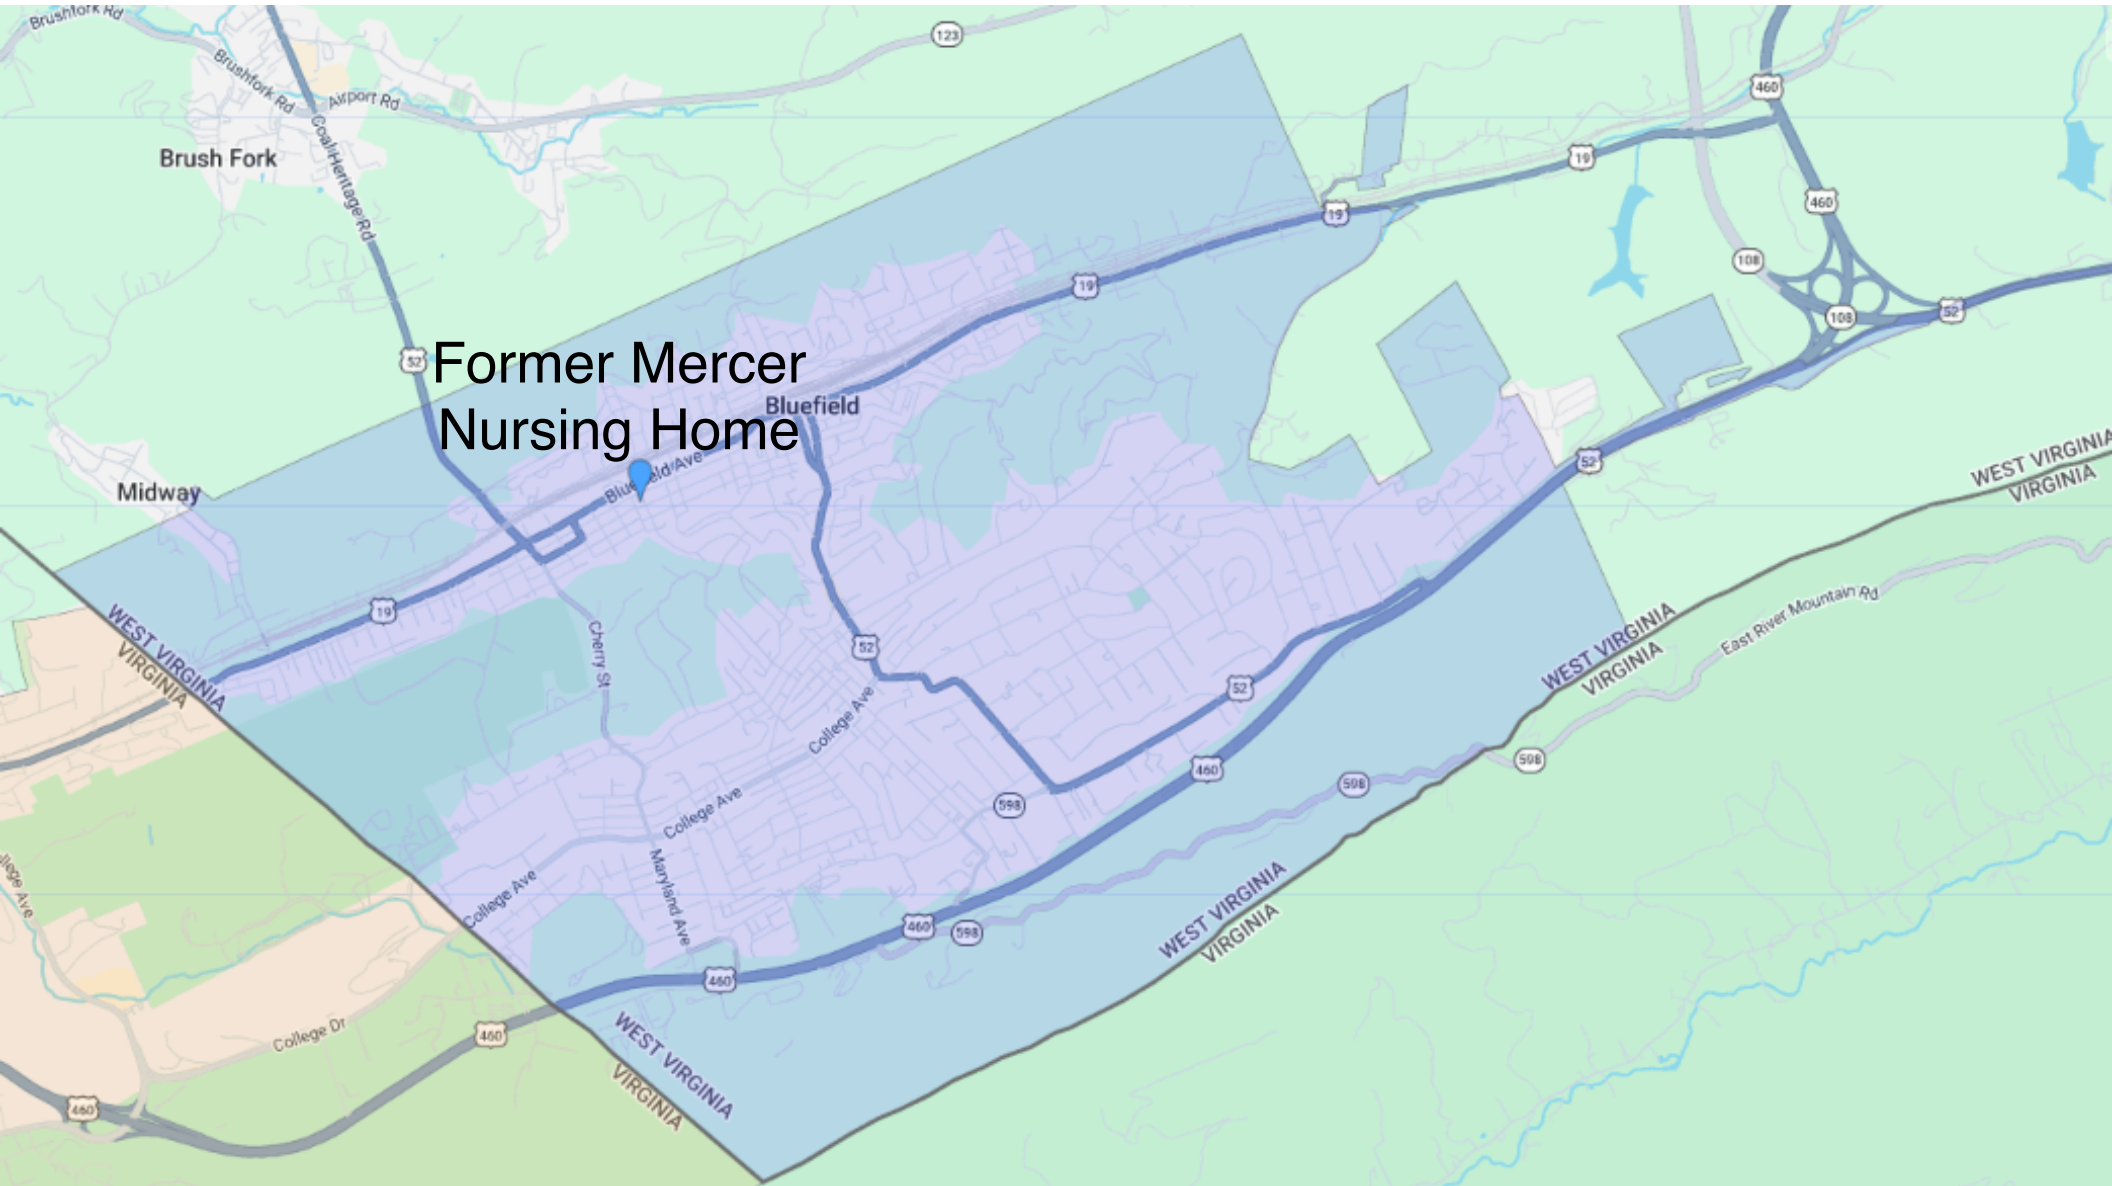 Brushfork Rd
123
Brushfork Rd
Airport Rd
460
Coal Heritage Rd
Brush Fork
19
460
19
108
19
108
52
52
Former Mercer
Nursing Home
Bluefield
Bluefield Ave
Midway
52
WEST VIRGINIA
VIRGINIA
19
WEST VIRGINIA
VIRGINIA
Cherry St
52
East River Mountain Rd
WEST VIRGINIA
VIRGINIA
52
College Ave
460
598
598
598
College Ave
Maryland Ave
College Ave
llege Ave
460
598
WEST VIRGINIA
VIRGINIA
460
College Dr
460
WEST VIRGINIA
VIRGINIA
460